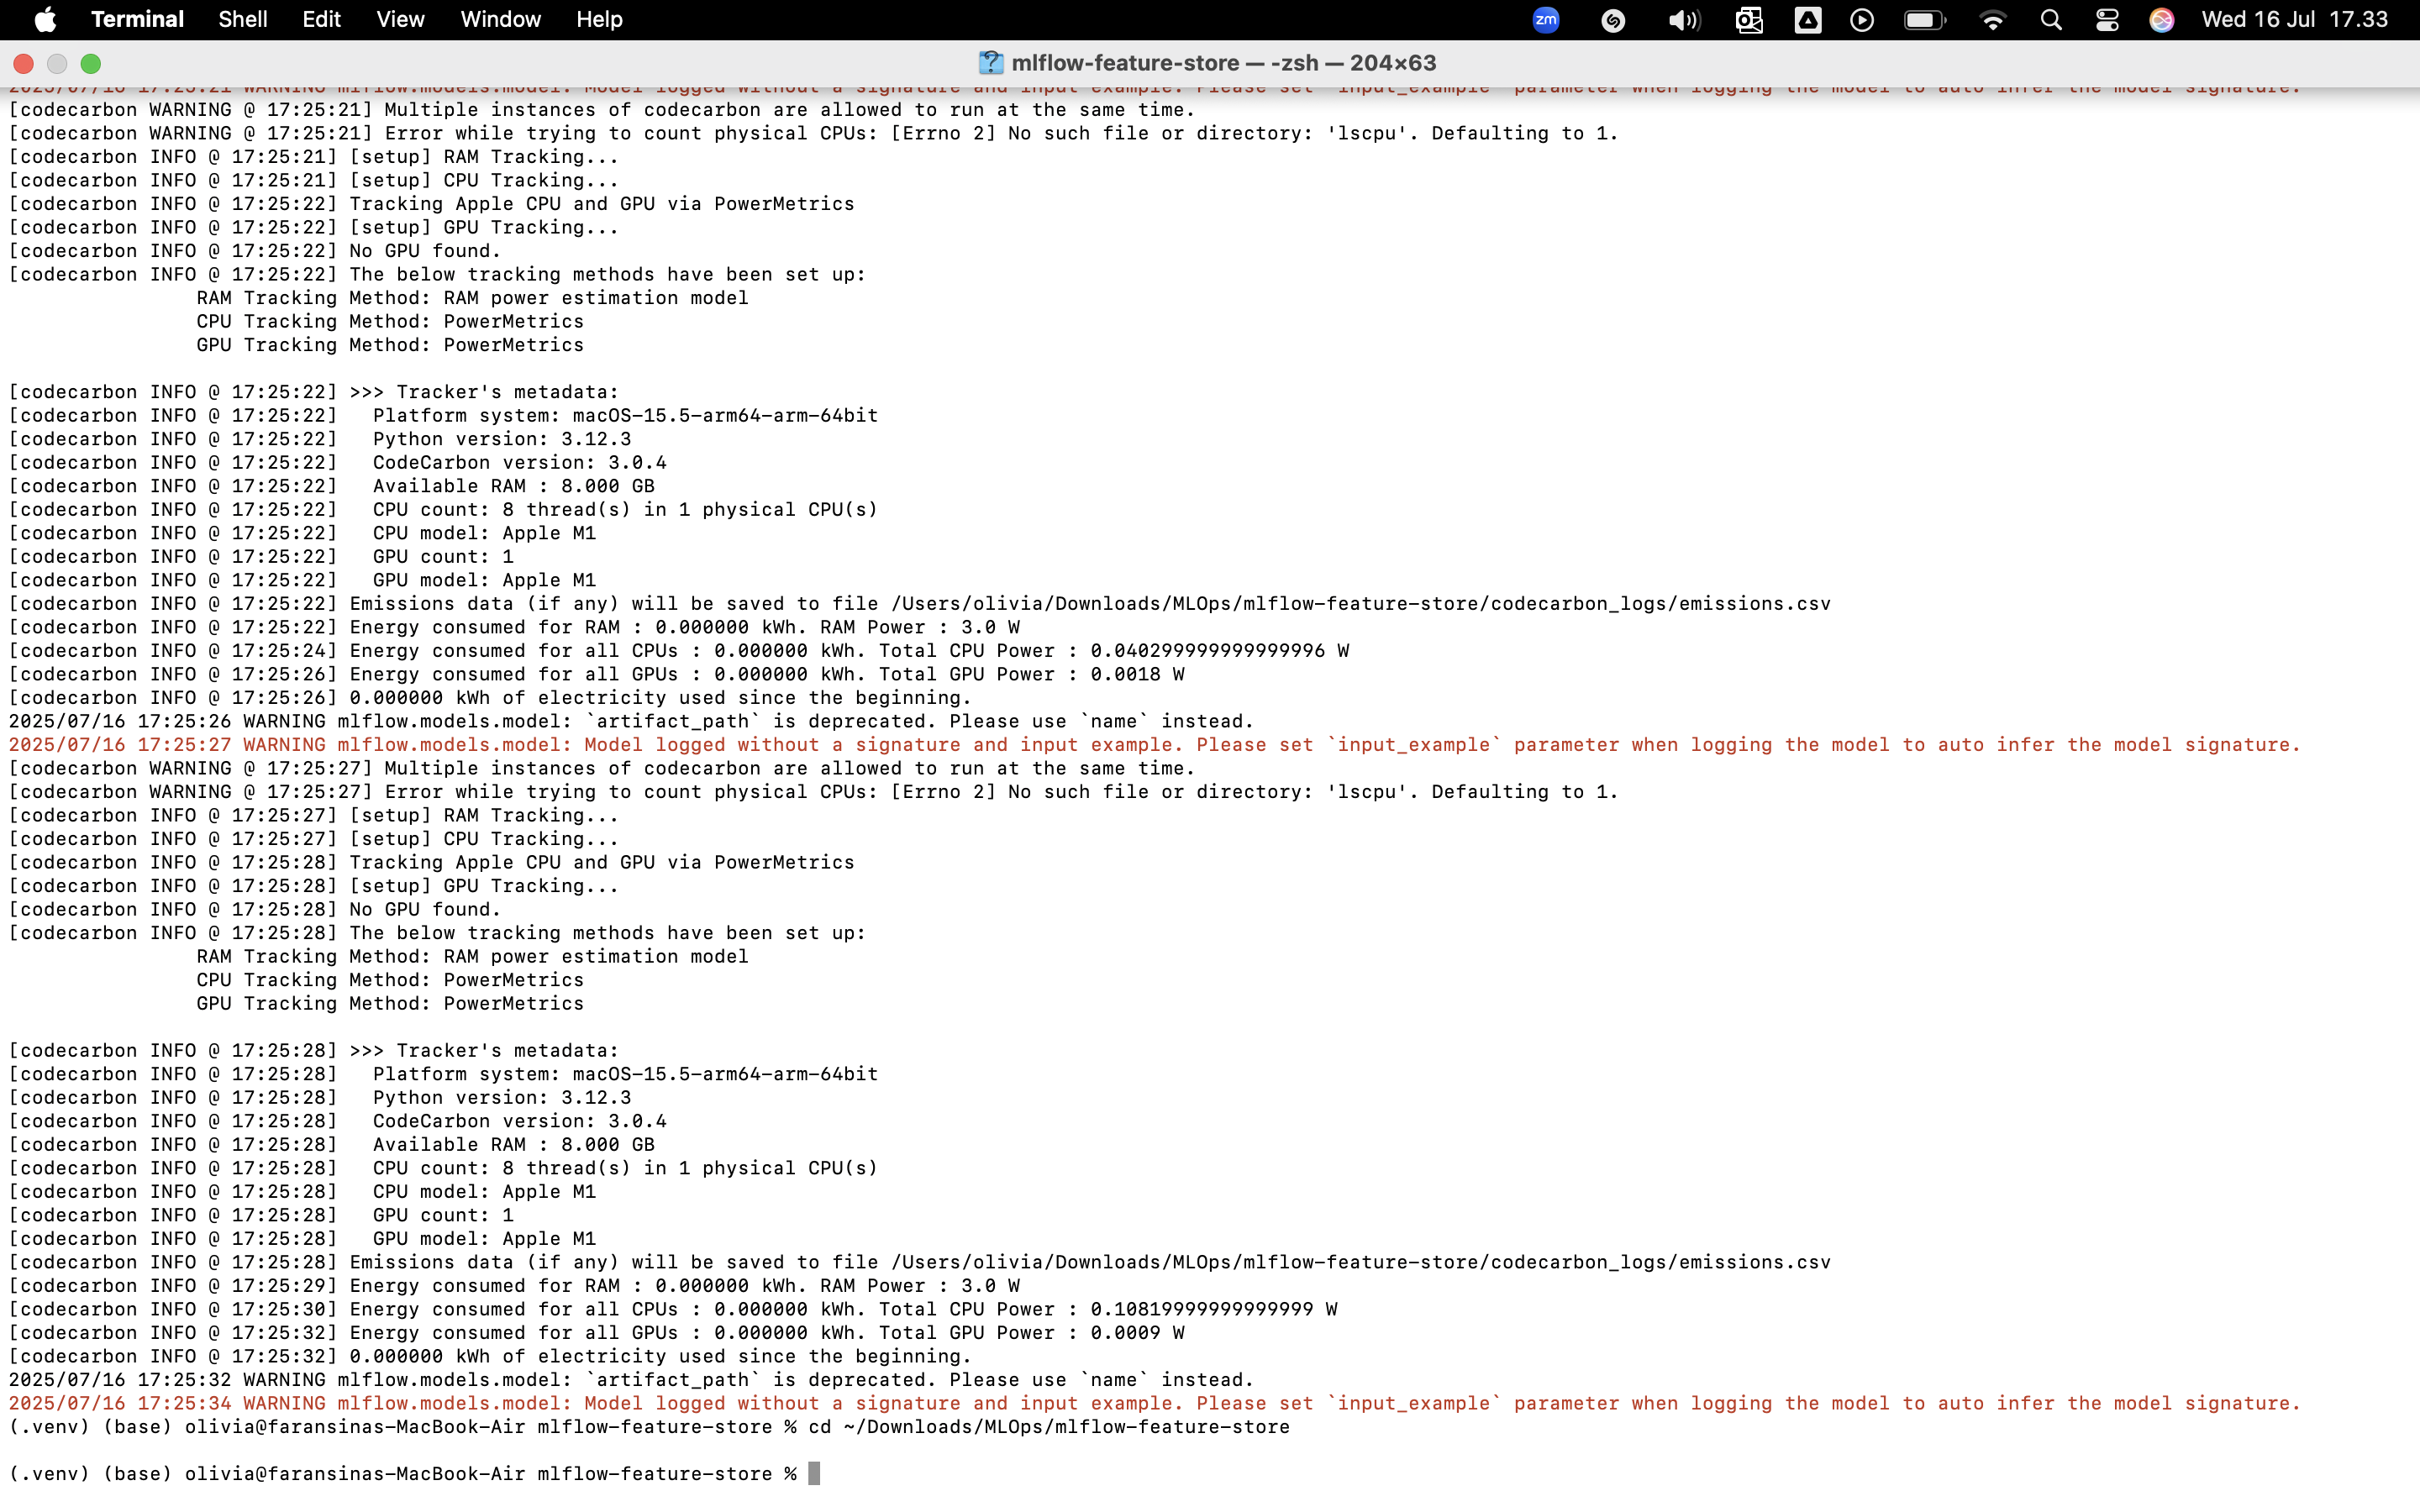 Terminal Shell Edit View Window Help zm Wed 16 Jul 17.33
mlflow-feature-store — -zsh — 204×63
2025/07/16 17:25:21 WARNING mlflow.models.model: Model logged without a signature and input example. Please set `input_example` parameter when logging the model to auto infer the model signature.
[codecarbon WARNING @ 17:25:21] Multiple instances of codecarbon are allowed to run at the same time.
[codecarbon WARNING @ 17:25:21] Error while trying to count physical CPUs: [Errno 2] No such file or directory: 'lscpu'. Defaulting to 1.
[codecarbon INFO @ 17:25:21] [setup] RAM Tracking...
[codecarbon INFO @ 17:25:21] [setup] CPU Tracking...
[codecarbon INFO @ 17:25:22] Tracking Apple CPU and GPU via PowerMetrics
[codecarbon INFO @ 17:25:22] [setup] GPU Tracking...
[codecarbon INFO @ 17:25:22] No GPU found.
[codecarbon INFO @ 17:25:22] The below tracking methods have been set up:
RAM Tracking Method: RAM power estimation model
CPU Tracking Method: PowerMetrics
GPU Tracking Method: PowerMetrics
[codecarbon INFO @ 17:25:22] >>> Tracker's metadata:
[codecarbon INFO @ 17:25:22]   Platform system: macOS-15.5-arm64-arm-64bit
[codecarbon INFO @ 17:25:22]   Python version: 3.12.3
[codecarbon INFO @ 17:25:22]   CodeCarbon version: 3.0.4
[codecarbon INFO @ 17:25:22]   Available RAM : 8.000 GB
[codecarbon INFO @ 17:25:22]   CPU count: 8 thread(s) in 1 physical CPU(s)
[codecarbon INFO @ 17:25:22]   CPU model: Apple M1
[codecarbon INFO @ 17:25:22]   GPU count: 1
[codecarbon INFO @ 17:25:22]   GPU model: Apple M1
[codecarbon INFO @ 17:25:22] Emissions data (if any) will be saved to file /Users/olivia/Downloads/MLOps/mlflow-feature-store/codecarbon_logs/emissions.csv
[codecarbon INFO @ 17:25:22] Energy consumed for RAM : 0.000000 kWh. RAM Power : 3.0 W
[codecarbon INFO @ 17:25:24] Energy consumed for all CPUs : 0.000000 kWh. Total CPU Power : 0.040299999999999996 W
[codecarbon INFO @ 17:25:26] Energy consumed for all GPUs : 0.000000 kWh. Total GPU Power : 0.0018 W
[codecarbon INFO @ 17:25:26] 0.000000 kWh of electricity used since the beginning.
2025/07/16 17:25:26 WARNING mlflow.models.model: `artifact_path` is deprecated. Please use `name` instead.
2025/07/16 17:25:27 WARNING mlflow.models.model: Model logged without a signature and input example. Please set `input_example` parameter when logging the model to auto infer the model signature.
[codecarbon WARNING @ 17:25:27] Multiple instances of codecarbon are allowed to run at the same time.
[codecarbon WARNING @ 17:25:27] Error while trying to count physical CPUs: [Errno 2] No such file or directory: 'lscpu'. Defaulting to 1.
[codecarbon INFO @ 17:25:27] [setup] RAM Tracking...
[codecarbon INFO @ 17:25:27] [setup] CPU Tracking...
[codecarbon INFO @ 17:25:28] Tracking Apple CPU and GPU via PowerMetrics
[codecarbon INFO @ 17:25:28] [setup] GPU Tracking...
[codecarbon INFO @ 17:25:28] No GPU found.
[codecarbon INFO @ 17:25:28] The below tracking methods have been set up:
RAM Tracking Method: RAM power estimation model
CPU Tracking Method: PowerMetrics
GPU Tracking Method: PowerMetrics
[codecarbon INFO @ 17:25:28] >>> Tracker's metadata:
[codecarbon INFO @ 17:25:28]   Platform system: macOS-15.5-arm64-arm-64bit
[codecarbon INFO @ 17:25:28]   Python version: 3.12.3
[codecarbon INFO @ 17:25:28]   CodeCarbon version: 3.0.4
[codecarbon INFO @ 17:25:28]   Available RAM : 8.000 GB
[codecarbon INFO @ 17:25:28]   CPU count: 8 thread(s) in 1 physical CPU(s)
[codecarbon INFO @ 17:25:28]   CPU model: Apple M1
[codecarbon INFO @ 17:25:28]   GPU count: 1
[codecarbon INFO @ 17:25:28]   GPU model: Apple M1
[codecarbon INFO @ 17:25:28] Emissions data (if any) will be saved to file /Users/olivia/Downloads/MLOps/mlflow-feature-store/codecarbon_logs/emissions.csv
[codecarbon INFO @ 17:25:29] Energy consumed for RAM : 0.000000 kWh. RAM Power : 3.0 W
[codecarbon INFO @ 17:25:30] Energy consumed for all CPUs : 0.000000 kWh. Total CPU Power : 0.10819999999999999 W
[codecarbon INFO @ 17:25:32] Energy consumed for all GPUs : 0.000000 kWh. Total GPU Power : 0.0009 W
[codecarbon INFO @ 17:25:32] 0.000000 kWh of electricity used since the beginning.
2025/07/16 17:25:32 WARNING mlflow.models.model: `artifact_path` is deprecated. Please use `name` instead.
2025/07/16 17:25:34 WARNING mlflow.models.model: Model logged without a signature and input example. Please set `input_example` parameter when logging the model to auto infer the model signature.
(.venv) (base) olivia@faransinas-MacBook-Air mlflow-feature-store % cd ~/Downloads/MLOps/mlflow-feature-store
(.venv) (base) olivia@faransinas-MacBook-Air mlflow-feature-store %